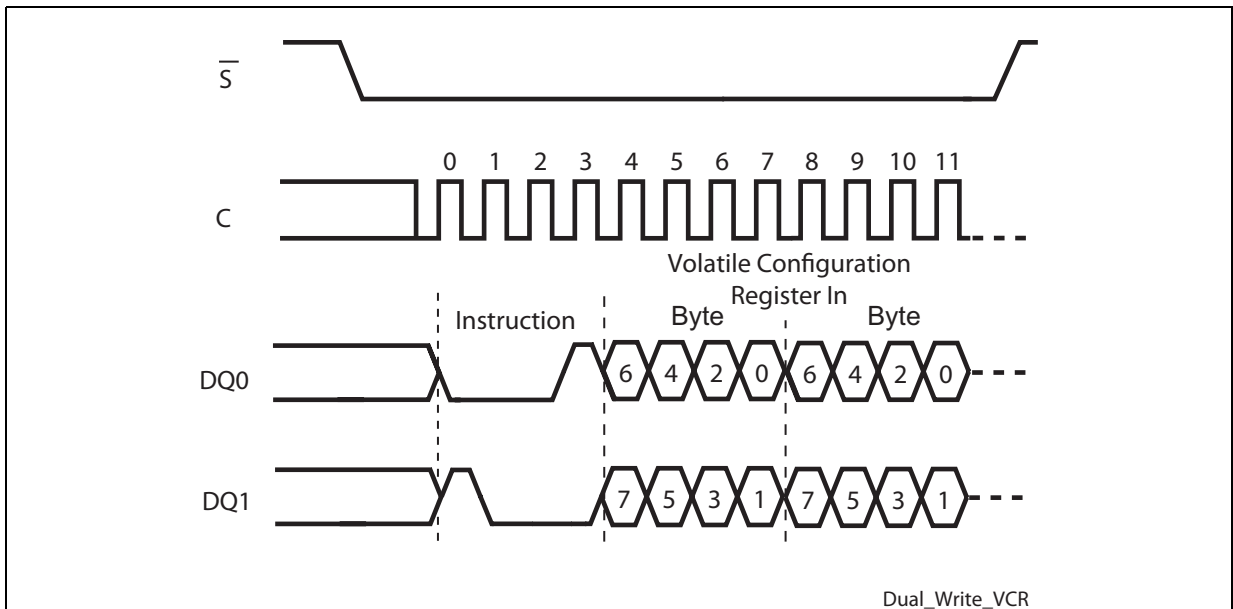 S
0 1 2 3 4 5 6 7 8 9 10 11
C
Volatile Configuration
Register In
Instruction Byte Byte
DQ0 6 4 2 0 6 4 2 0
DQ1 7 5 3 1 7 5 3 1
Dual_Write_VCR